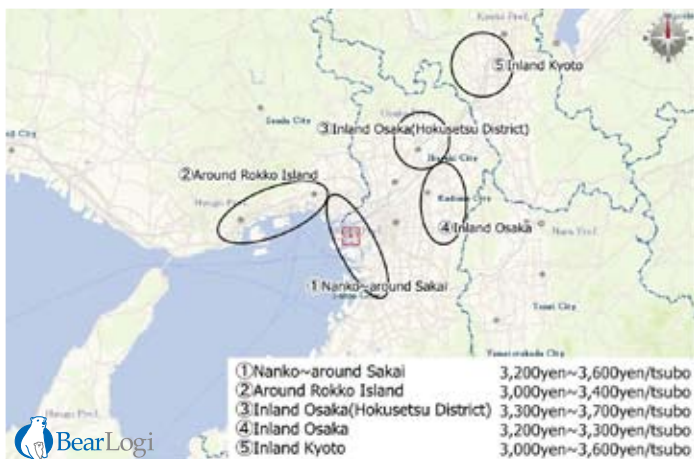 ⑤Inland Kyoto
③Inland Osaka(Hokusetsu District)
②Around Rokko Island
④Inland Osaka
①Nanko~around Sakai
①Nanko~around Sakai 3,200yen~3,600yen/tsubo
②Around Rokko Island 3,000yen~3,400yen/tsubo
③Inland Osaka(Hokusetsu District) 3,300yen~3,700yen/tsubo
④Inland Osaka 3,200yen~3,300yen/tsubo
⑤Inland Kyoto 3,000yen~3,600yen/tsubo
BearLogi